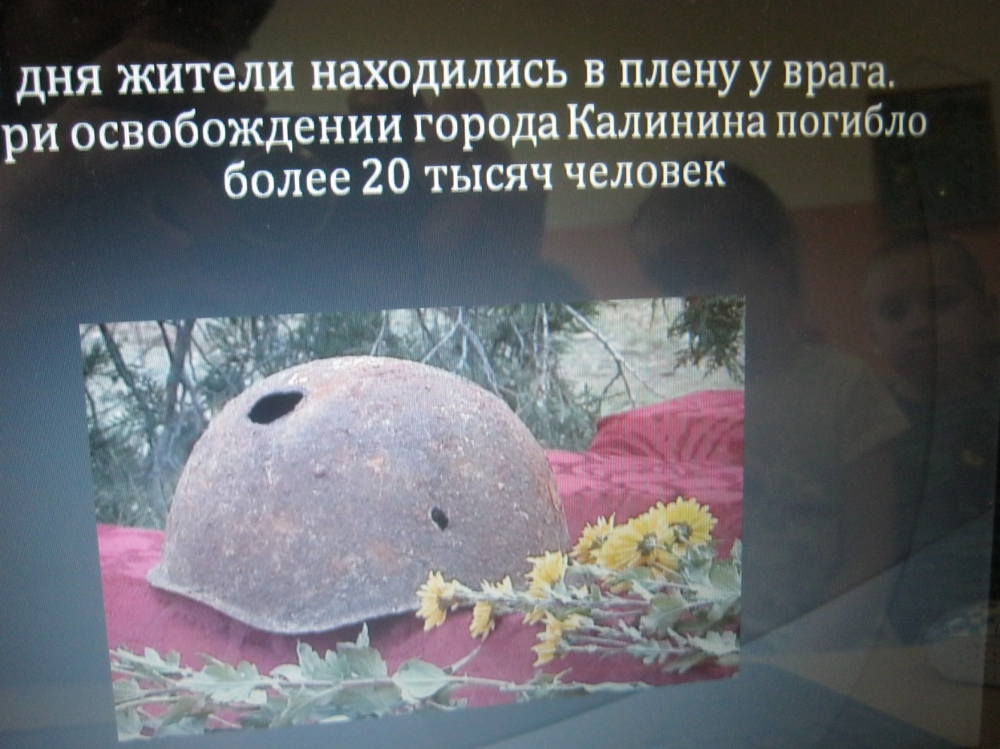 дня жители находились в плену у врага.
ри освобождении города Калинина погибло
более 20 тысяч человек